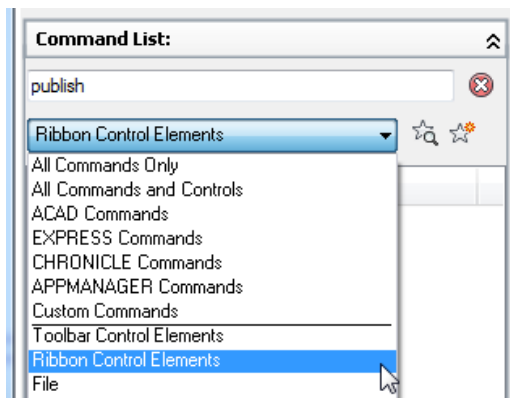 Command List:
publish
Ribbon Control Elements
All Commands Only
All Commands and Controls
ACAD Commands
EXPRESS Commands
CHRONICLE Commands
APPMANAGER Commands
Custom Commands
Toolbar Control Elements
Ribbon Control Elements
File